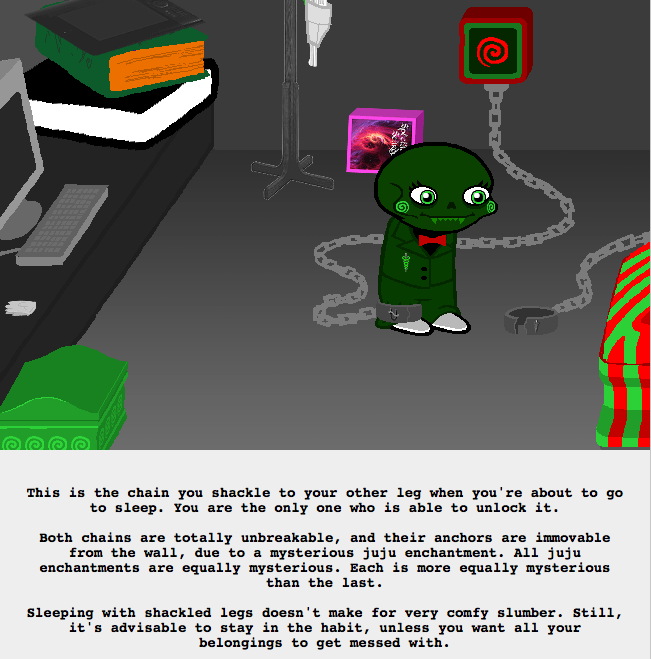 This is the chain you shackle to your other leg when you're about to go
to sleep. You are the only one who is able to unlock it.
Both chains are totally unbreakable, and their anchors are immovable
from the wall, due to a mysterious juju enchantment. All juju
enchantments are equally mysterious. Each is more equally mysterious
than the last.
Sleeping with shackled legs doesn't make for very comfy slumber. Still,
it's advisable to stay in the habit, unless you want all your
belongings to get messed with.